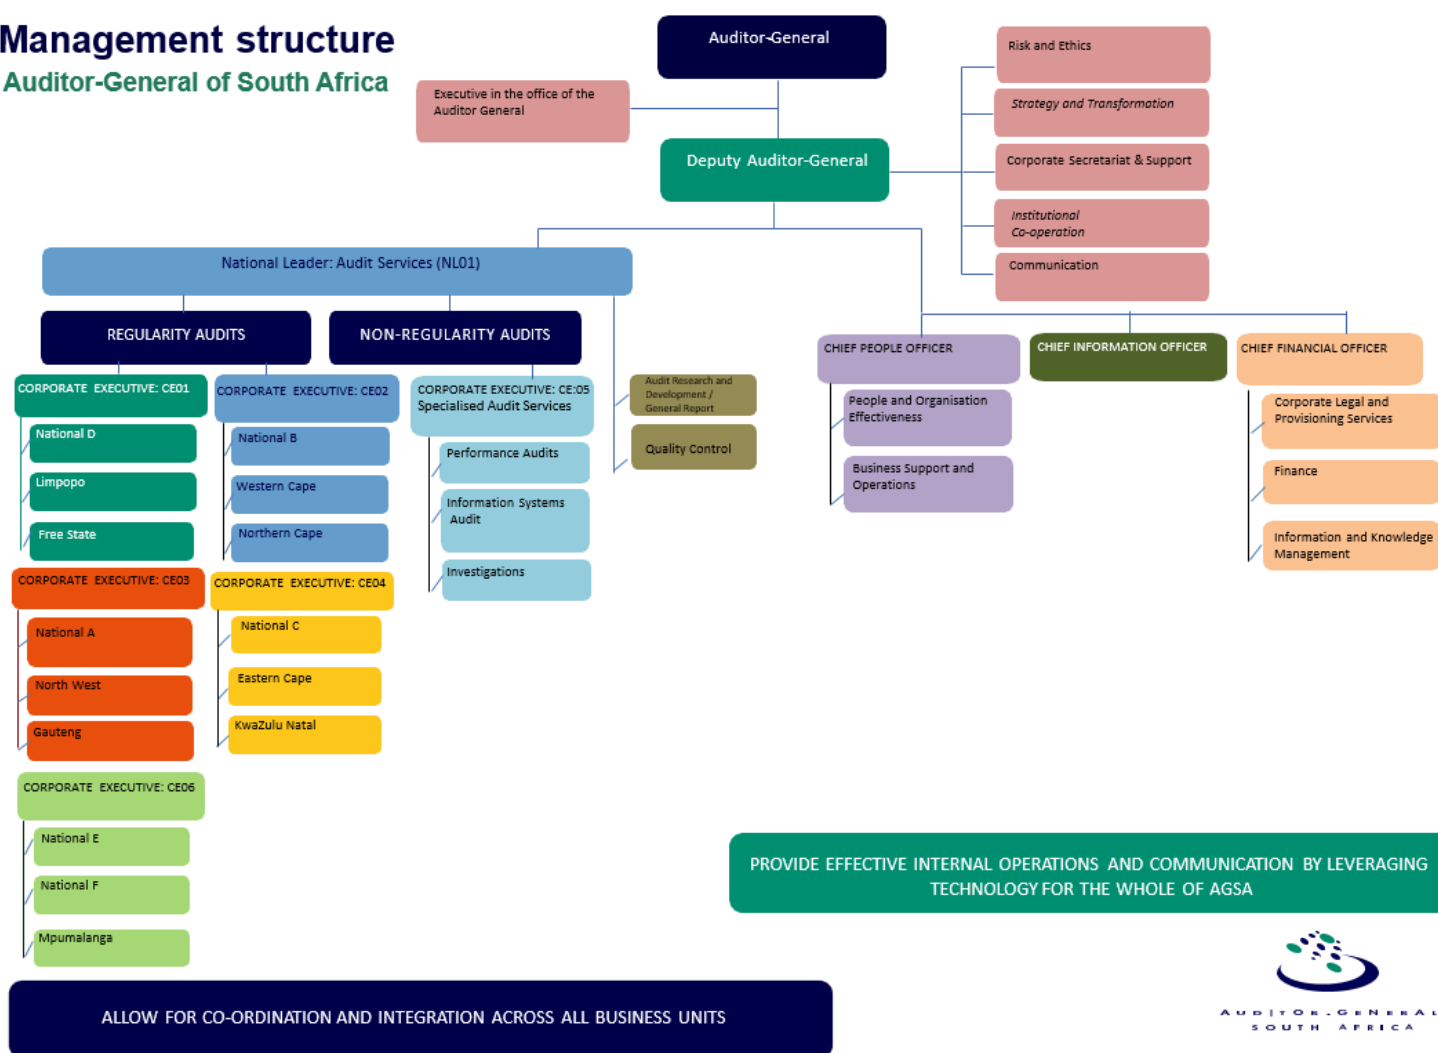 Management structure
Auditor-General of South Africa
Auditor-General
Executive in the office of the
Auditor General
Deputy Auditor-General
Risk and Ethics
Strategy and Transformation
Corporate Secretariat & Support
Institutional
Co-operation
Communication
National Leader: Audit Services (NL01)
REGULARITY AUDITS
NON-REGULARITY AUDITS
CORPORATE EXECUTIVE: CE01
National D
Limpopo
Free State
CORPORATE EXECUTIVE: CE02
National B
Western Cape
Northern Cape
CORPORATE EXECUTIVE: CE:05
Specialised Audit Services
Performance Audits
Information Systems
Audit
Investigations
Audit Research and
Development /
General Report
Quality Control
CHIEF PEOPLE OFFICER
People and Organisation
Effectiveness
Business Support and
Operations
CHIEF INFORMATION OFFICER
CHIEF FINANCIAL OFFICER
Corporate Legal and
Provisioning Services
Finance
Information and Knowledge
Management
CORPORATE EXECUTIVE: CE03
National A
North West
Gauteng
CORPORATE EXECUTIVE: CE04
National C
Eastern Cape
KwaZulu Natal
CORPORATE EXECUTIVE: CE06
National E
National F
Mpumalanga
PROVIDE EFFECTIVE INTERNAL OPERATIONS AND COMMUNICATION BY LEVERAGING
TECHNOLOGY FOR THE WHOLE OF AGSA
ALLOW FOR CO-ORDINATION AND INTEGRATION ACROSS ALL BUSINESS UNITS
AUDITOR-GENERAL
SOUTH AFRICA